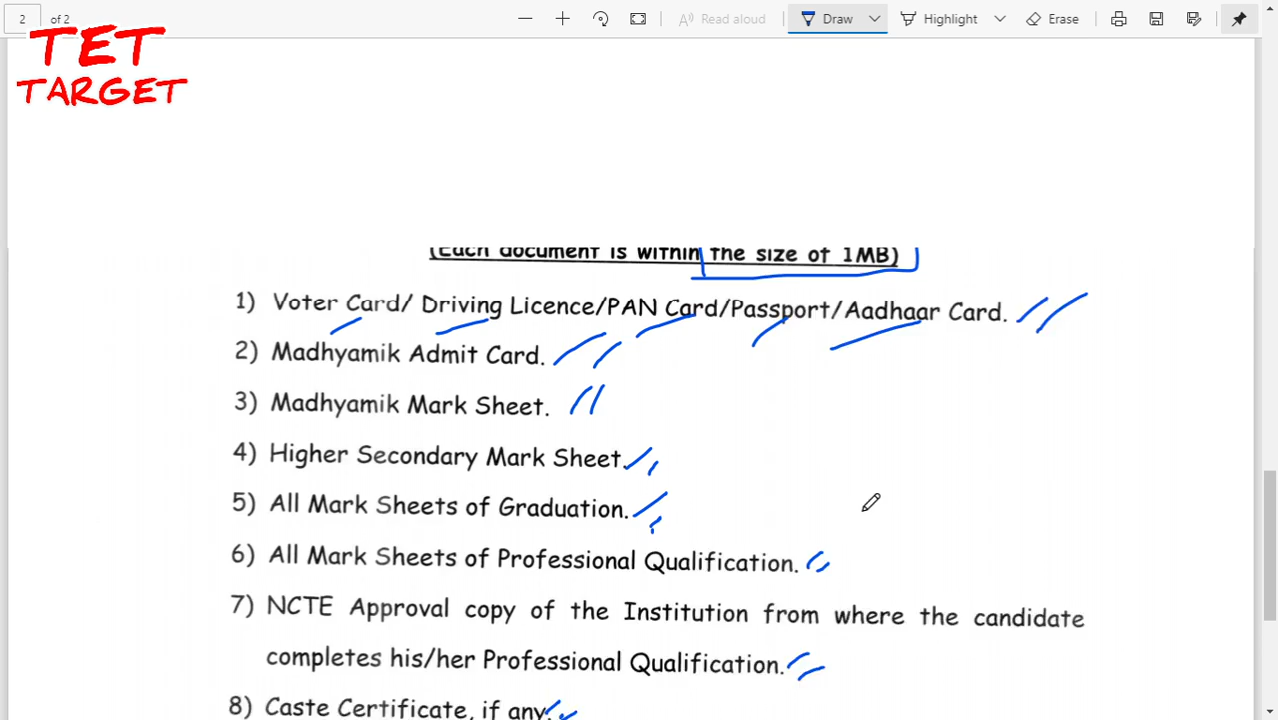 2 of 2 Read aloud Draw Highlight Erase
TET
TARGET
(Each document is within the size of 1MB)
1) Voter Card/ Driving Licence/PAN Card/Passport/Aadhaar Card.
2) Madhyamik Admit Card.
3) Madhyamik Mark Sheet.
4) Higher Secondary Mark Sheet.
5) All Mark Sheets of Graduation.
6) All Mark Sheets of Professional Qualification.
7) NCTE Approval copy of the Institution from where the candidate
completes his/her Professional Qualification.
8) Caste Certificate, if any.